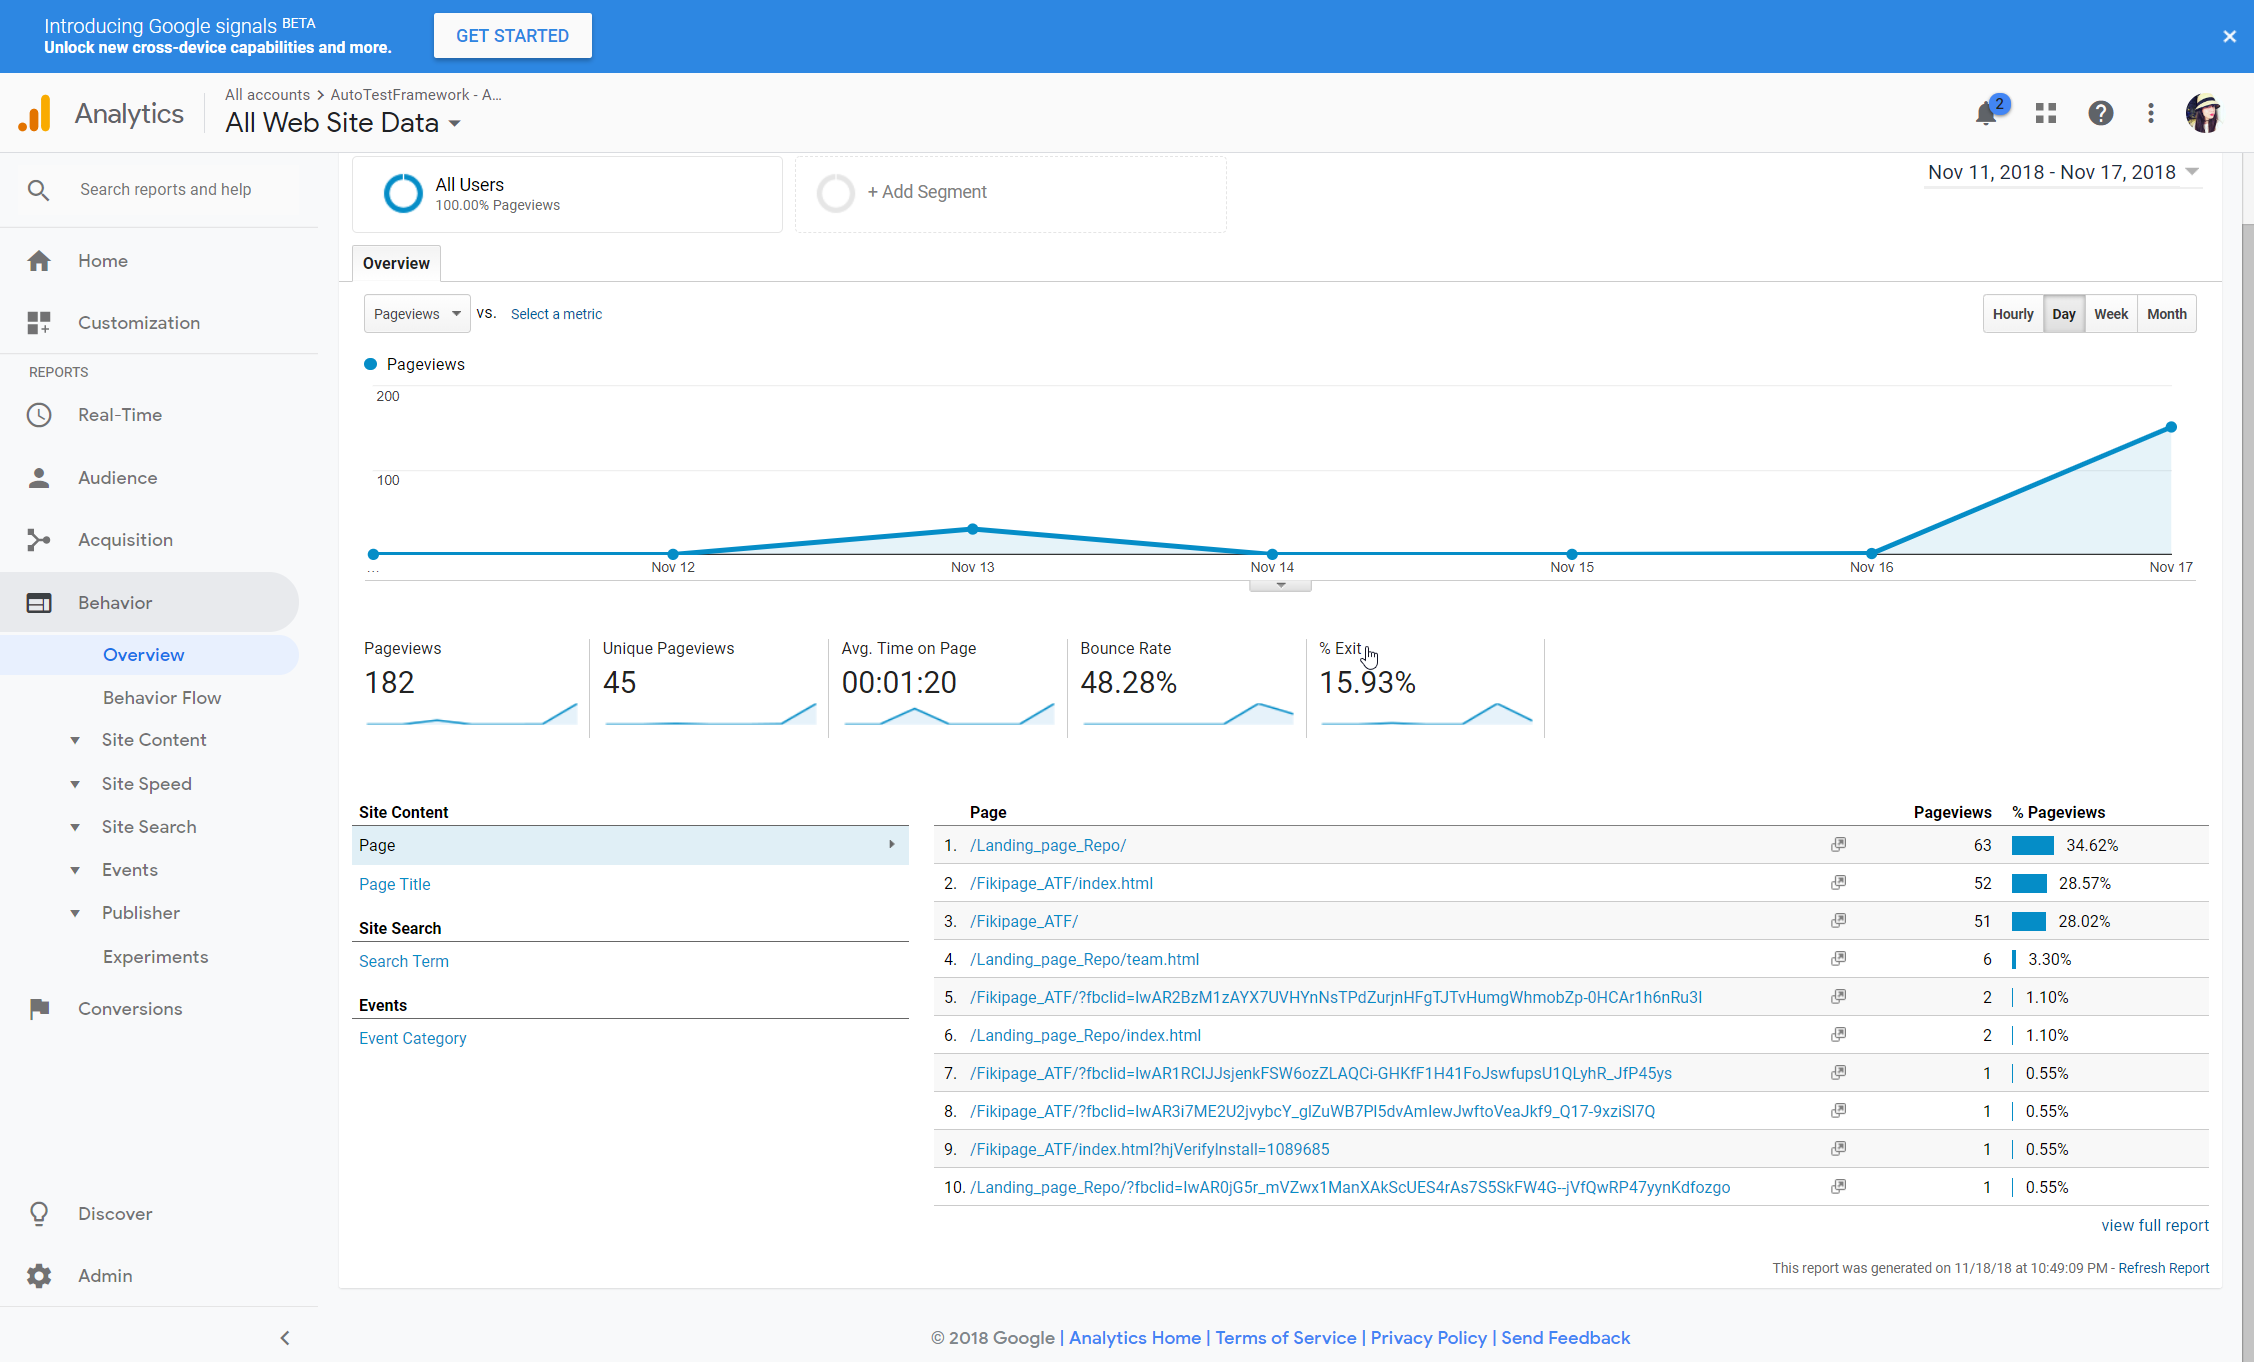 Introducing Google signals BETA
Unlock new cross-device capabilities and more.
GET STARTED
Analytics
All accounts > AutoTestFramework - A...
All Web Site Data
2
Search reports and help
Home
Customization
REPORTS
Real-Time
Audience
Acquisition
Behavior
Overview
Behavior Flow
Site Content
Site Speed
Site Search
Events
Publisher
Experiments
Conversions
Discover
Admin
All Users
100.00% Pageviews
+ Add Segment
Nov 11, 2018 - Nov 17, 2018
Overview
Pageviews VS. Select a metric
Hourly Day Week Month
Pageviews
200
100
... Nov 12 Nov 13 Nov 14 Nov 15 Nov 16 Nov 17
Pageviews
182
Unique Pageviews
45
Avg. Time on Page
00:01:20
Bounce Rate
48.28%
% Exit
15.93%
Site Content
Page
Page Title
Site Search
Search Term
Events
Event Category
Page Pageviews % Pageviews
1. /Landing_page_Repo/ 63 34.62%
2. /Fikipage_ATF/index.html 52 28.57%
3. /Fikipage_ATF/ 51 28.02%
4. /Landing_page_Repo/team.html 6 3.30%
5. /Fikipage_ATF/?fbclid=IwAR2BzM1zAYX7UVHYnNsTPdZurjnHFgTJTvHumgWhmobZp-0HCAr1h6nRu3I 2 1.10%
6. /Landing_page_Repo/index.html 2 1.10%
7. /Fikipage_ATF/?fbclid=IwAR1RClJJsjenkFSW6ozZLAQCi-GHKfF1H41FoJswfupsU1QLyhR_JfP45ys 1 0.55%
8. /Fikipage_ATF/?fbclid=IwAR3i7ME2U2jvybcY_glZuWB7Pl5dvAmIewJwftoVeaJkf9_Q17-9xziSl7Q 1 0.55%
9. /Fikipage_ATF/index.html?hjVerifyInstall=1089685 1 0.55%
10. /Landing_page_Repo/?fbclid=IwAR0jG5r_mVZwx1ManXAkScUES4rAs7S5SkFW4G--jVfQwRP47yynKdfozgo 1 0.55%
view full report
This report was generated on 11/18/18 at 10:49:09 PM - Refresh Report
© 2018 Google | Analytics Home | Terms of Service | Privacy Policy | Send Feedback